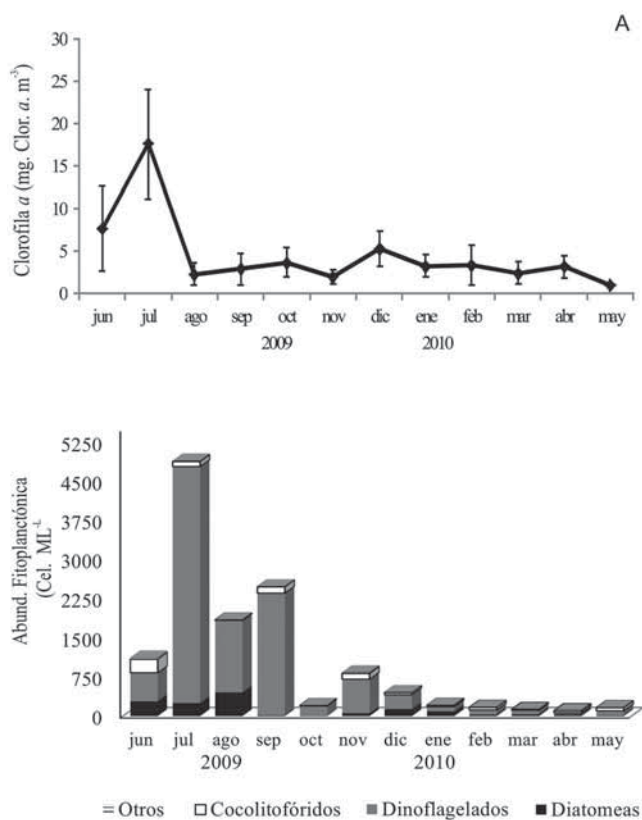 A
Clorofila a (mg. Clor. a. m⁻³)
30
25
20
15
10
5
0
jun jul ago sep oct nov dic ene feb mar abr may
2009 2010
Abund. Fitoplanctónica
(Cel. ML⁻ᴸ
5250
4500
3750
3000
2250
1500
750
0
jun jul ago sep oct nov dic ene feb mar abr may
2009 2010
Otros Cocolitofóridos Dinoflagelados Diatomeas